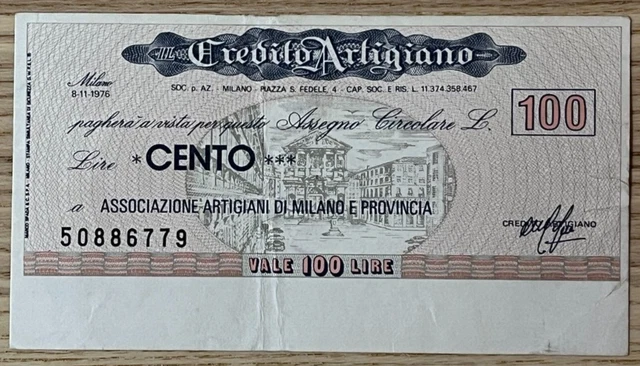 IL Credito Artigiano
SOC. p. AZ. - MILANO - PIAZZA S. FEDELE, 4 - CAP. SOC. E RIS. L. 11.374.358.467
Milano
8-11-1976
100
pagherà a vista per questo Assegno Circolare L.
Lire *CENTO***
a ASSOCIAZIONE ARTIGIANI DI MILANO E PROVINCIA
50886779
CREDITO ARTIGIANO
VALE 100 LIRE